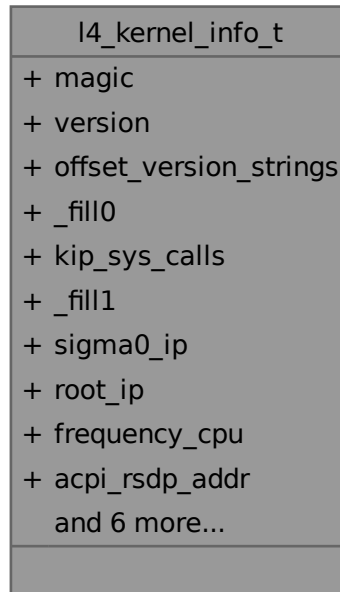 l4_kernel_info_t
+ magic
+ version
+ offset_version_strings
+ _fill0
+ kip_sys_calls
+ _fill1
+ sigma0_ip
+ root_ip
+ frequency_cpu
+ acpi_rsdp_addr
and 6 more...